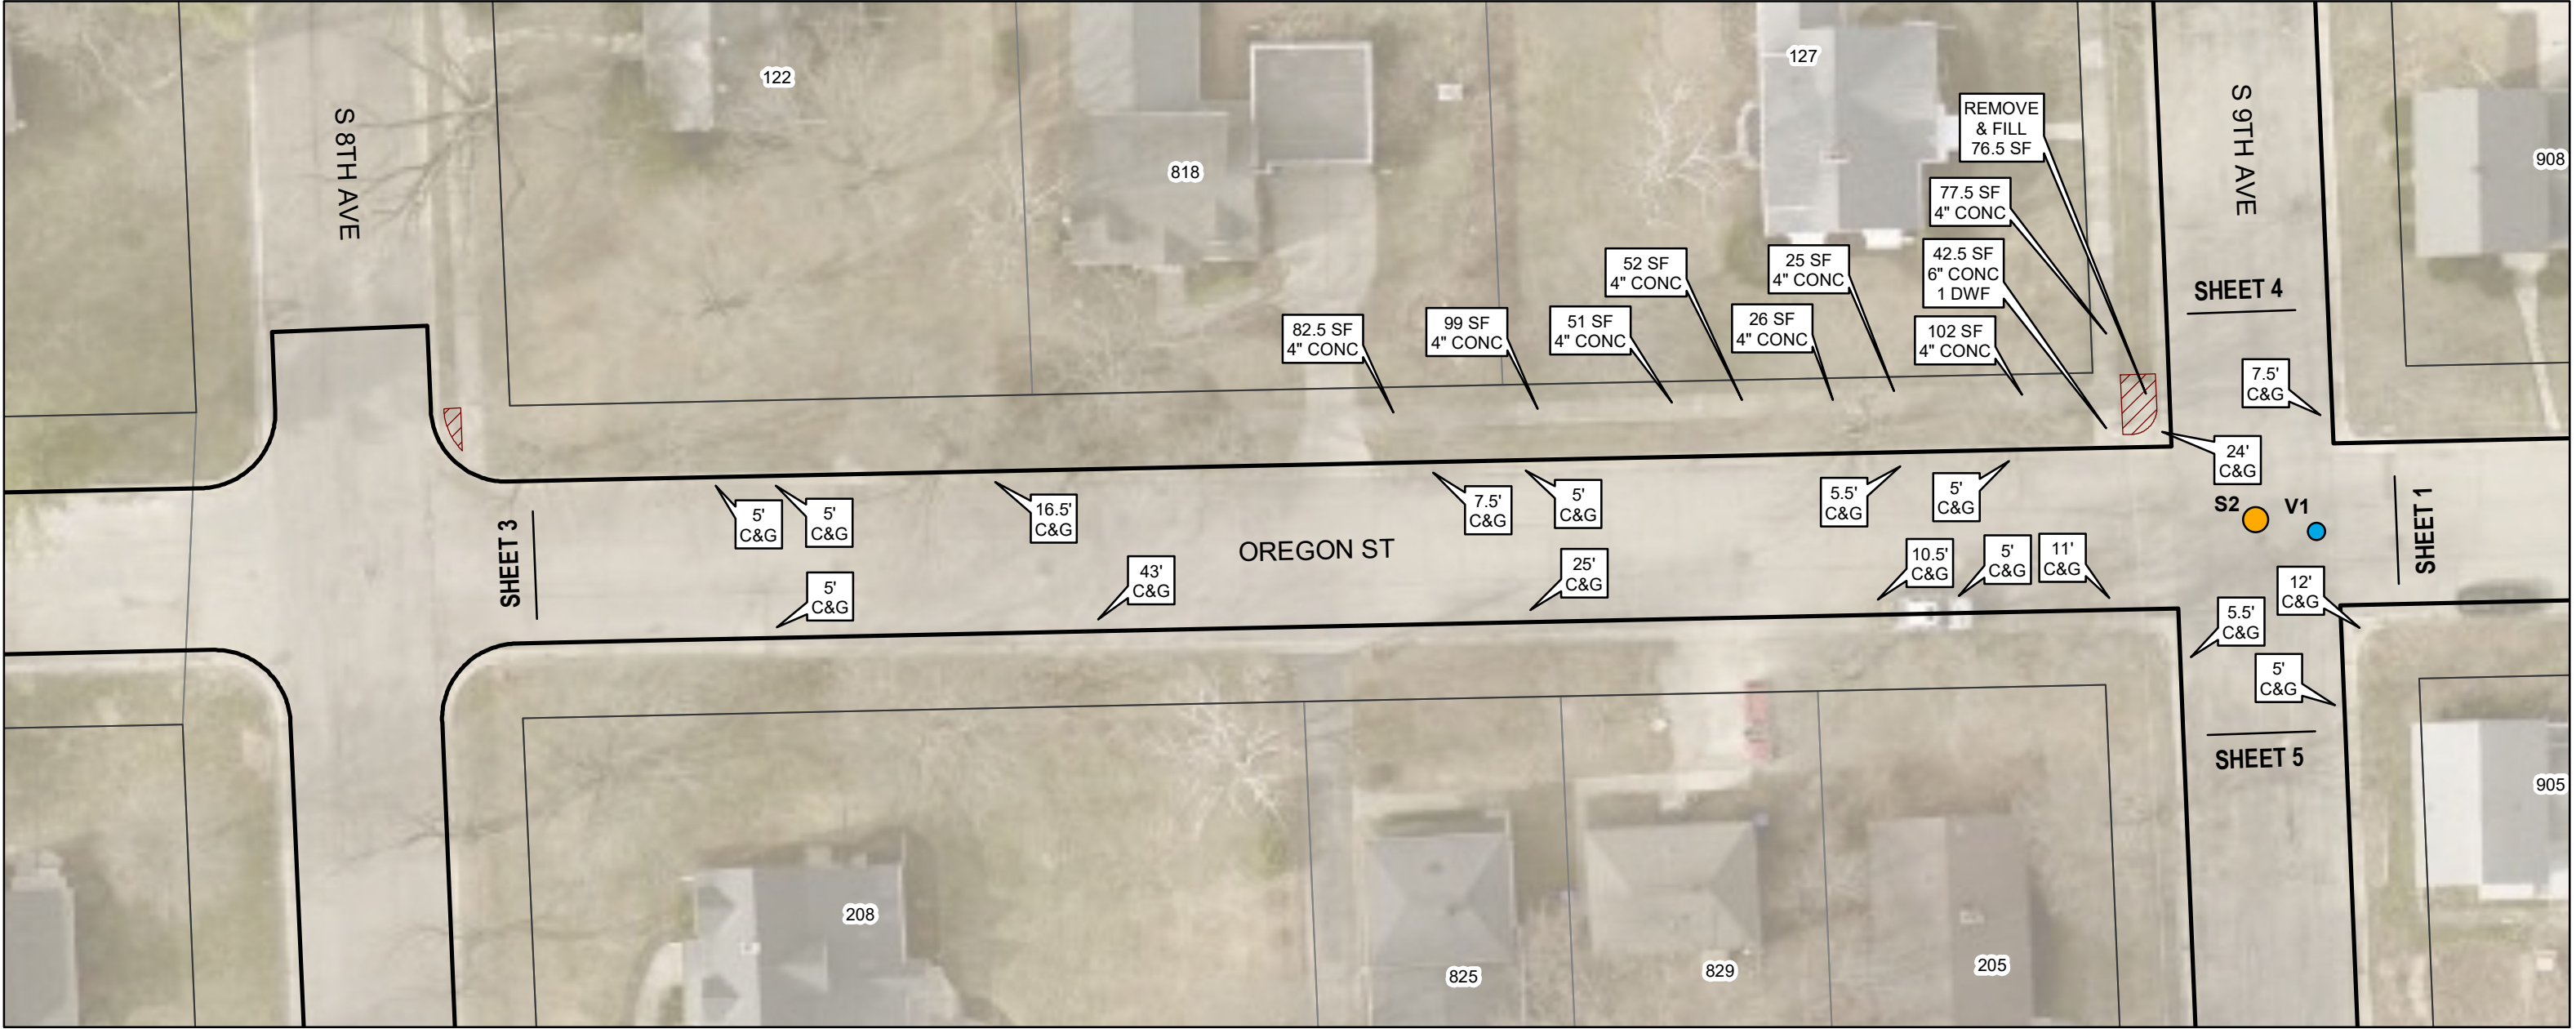 122
127
818
908
S 8TH AVE
S 9TH AVE
REMOVE
& FILL
76.5 SF
77.5 SF
4" CONC
42.5 SF
6" CONC
1 DWF
52 SF
4" CONC
25 SF
4" CONC
82.5 SF
4" CONC
99 SF
4" CONC
51 SF
4" CONC
26 SF
4" CONC
102 SF
4" CONC
SHEET 4
7.5'
C&G
24'
C&G
5'
C&G
5'
C&G
16.5'
C&G
7.5'
C&G
5'
C&G
5.5'
C&G
5'
C&G
S2
V1
SHEET 3
SHEET 1
OREGON ST
5'
C&G
43'
C&G
25'
C&G
10.5'
C&G
5'
C&G
11'
C&G
12'
C&G
5.5'
C&G
5'
C&G
SHEET 5
905
208
825
829
205